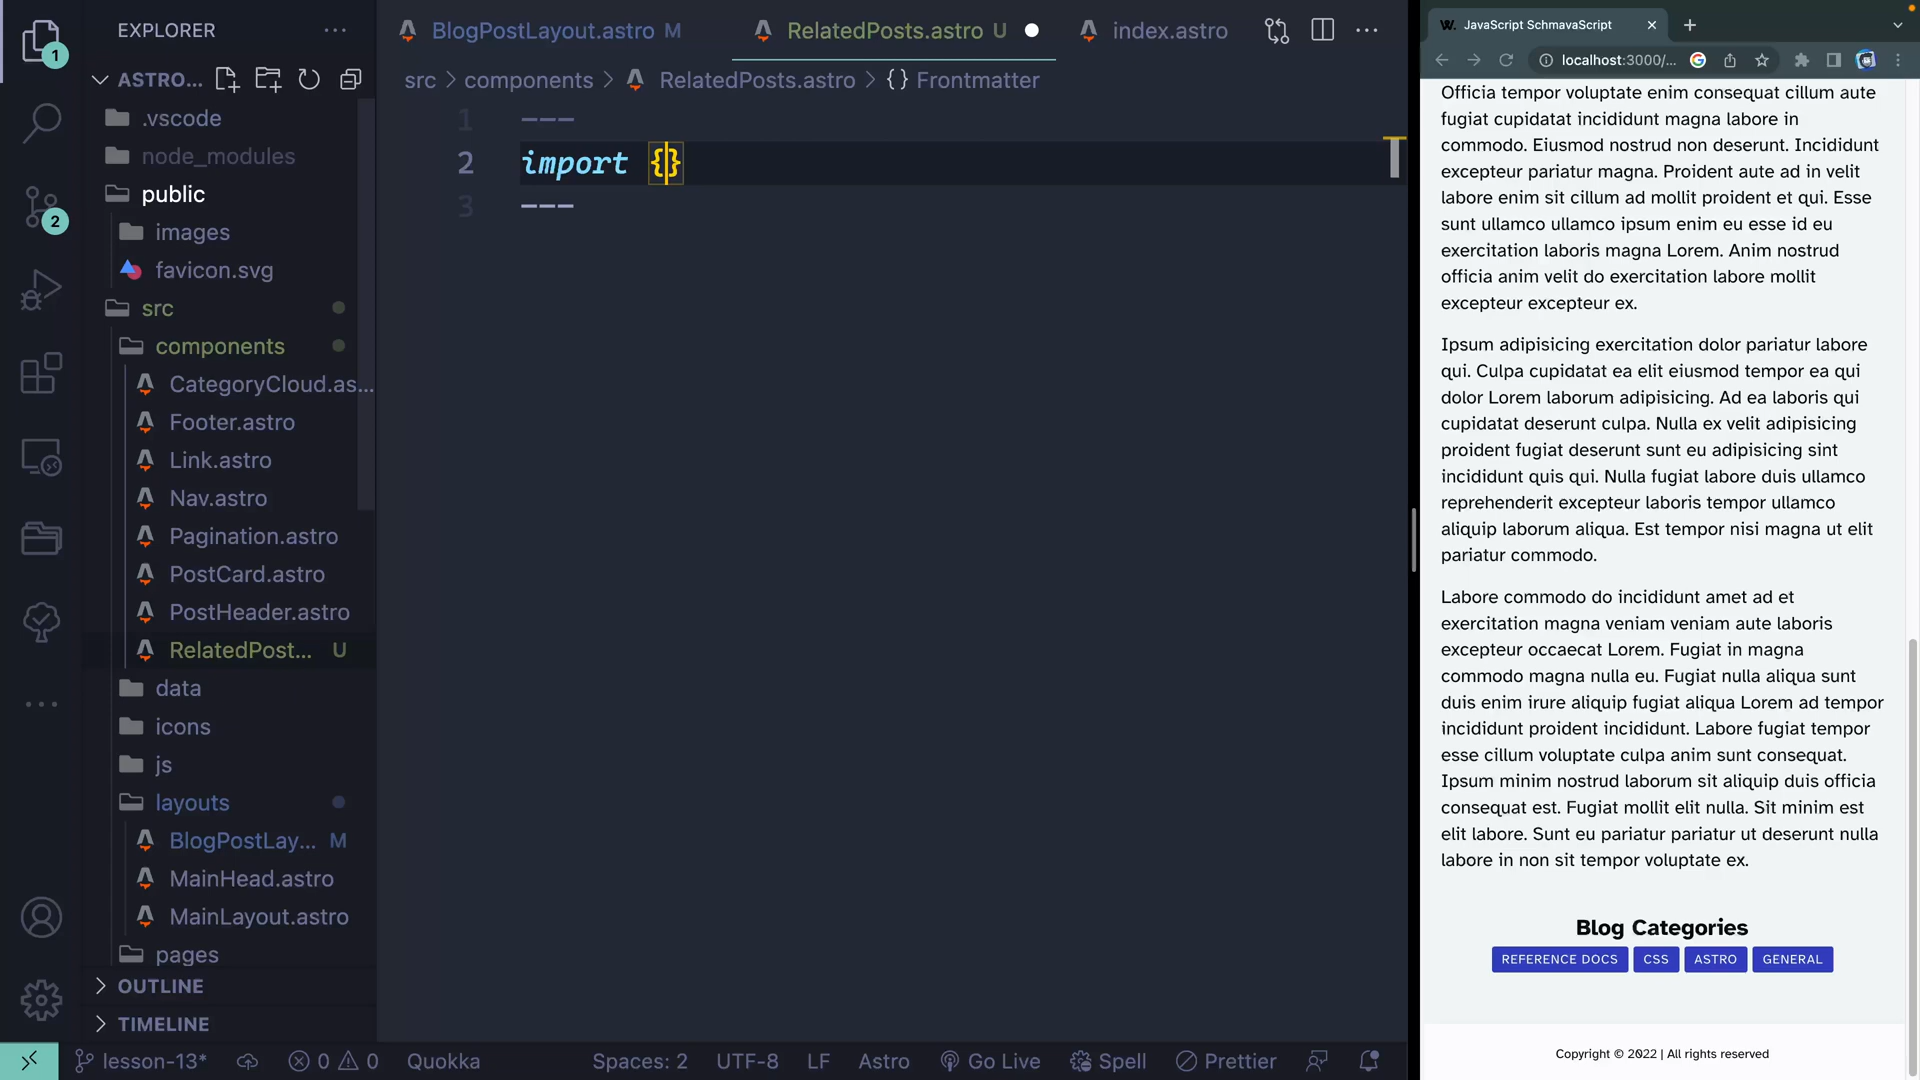 EXPLORER
BlogPostLayout.astro M
RelatedPosts.astro U
index.astro
ASTRO...
src > components > RelatedPosts.astro > {} Frontmatter
1 ---
2 import {}
3 ---
.vscode
node_modules
public
images
favicon.svg
src
components
CategoryCloud.as...
Footer.astro
Link.astro
Nav.astro
Pagination.astro
PostCard.astro
PostHeader.astro
RelatedPost... U
data
icons
js
layouts
BlogPostLay... M
MainHead.astro
MainLayout.astro
pages
OUTLINE
TIMELINE
1
2
lesson-13*
0
0
Quokka
Spaces: 2
UTF-8
LF
Astro
Go Live
Spell
Prettier
JavaScript SchmavaScript
localhost:3000/...
Officia tempor voluptate enim consequat cillum aute
fugiat cupidatat incididunt magna labore in
commodo. Eiusmod nostrud non deserunt. Incididunt
excepteur pariatur magna. Proident aute ad in velit
labore enim sit cillum ad mollit proident et qui. Esse
sunt ullamco ullamco ipsum enim eu esse id eu
exercitation laboris magna Lorem. Anim nostrud
officia anim velit do exercitation labore mollit
excepteur excepteur ex.
Ipsum adipisicing exercitation dolor pariatur labore
qui. Culpa cupidatat ea elit eiusmod tempor ea qui
dolor Lorem laborum adipisicing. Ad ea laboris qui
cupidatat deserunt culpa. Nulla ex velit adipisicing
proident fugiat deserunt sunt eu adipisicing sint
incididunt quis qui. Nulla fugiat labore duis ullamco
reprehenderit excepteur laboris tempor ullamco
aliquip laborum aliqua. Est tempor nisi magna ut elit
pariatur commodo.
Labore commodo do incididunt amet ad et
exercitation magna veniam veniam aute laboris
excepteur occaecat Lorem. Fugiat in magna
commodo magna nulla eu. Fugiat nulla aliqua sunt
duis enim irure aliquip fugiat aliqua Lorem ad tempor
incididunt proident incididunt. Labore fugiat tempor
esse cillum voluptate culpa anim sunt consequat.
Ipsum minim nostrud laborum sit aliquip duis officia
consequat est. Fugiat mollit elit nulla. Sit minim est
elit labore. Sunt eu pariatur pariatur ut deserunt nulla
labore in non sit tempor voluptate ex.
Blog Categories
REFERENCE DOCS CSS ASTRO GENERAL
Copyright © 2022 | All rights reserved